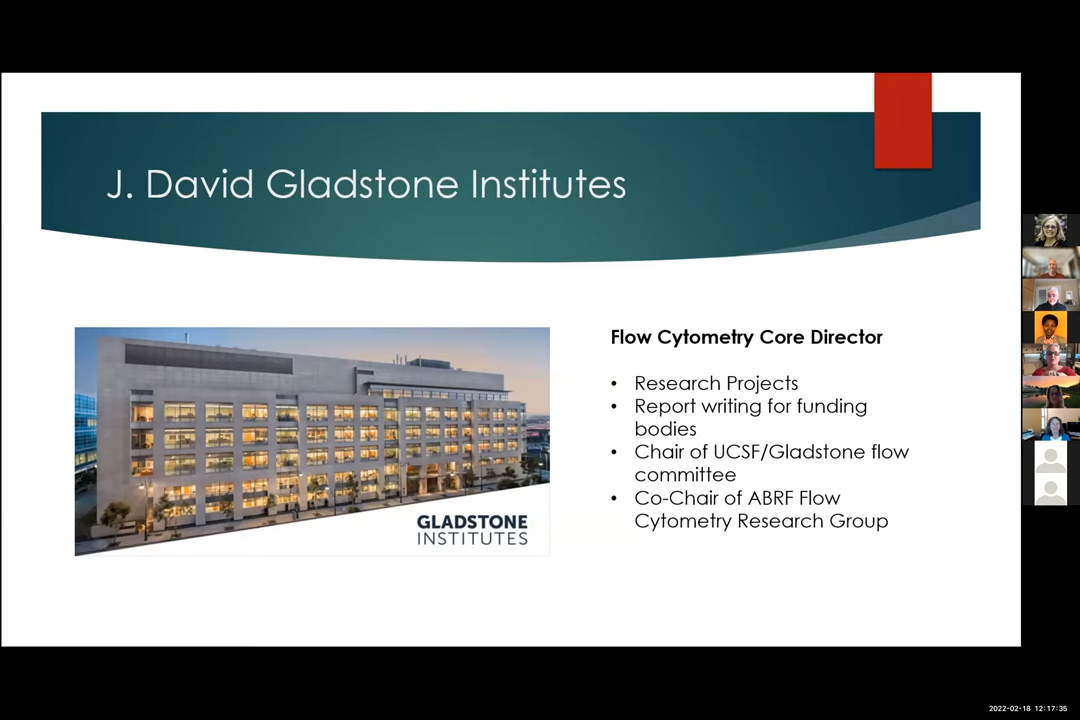 J. David Gladstone Institutes
Flow Cytometry Core Director
• Research Projects
• Report writing for funding
bodies
• Chair of UCSF/Gladstone flow
committee
• Co-Chair of ABRF Flow
Cytometry Research Group
GLADSTONE
INSTITUTES
2022-02-18 12:17:35